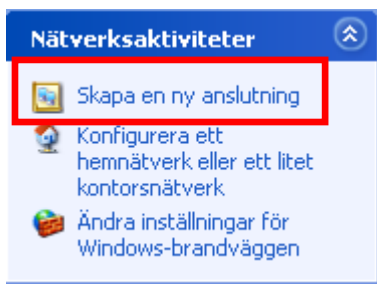 Nätverksaktiviteter
Skapa en ny anslutning
Konfigurera ett
hemnätverk eller ett litet
kontorsnätverk
Ändra inställningar för
Windows-brandväggen